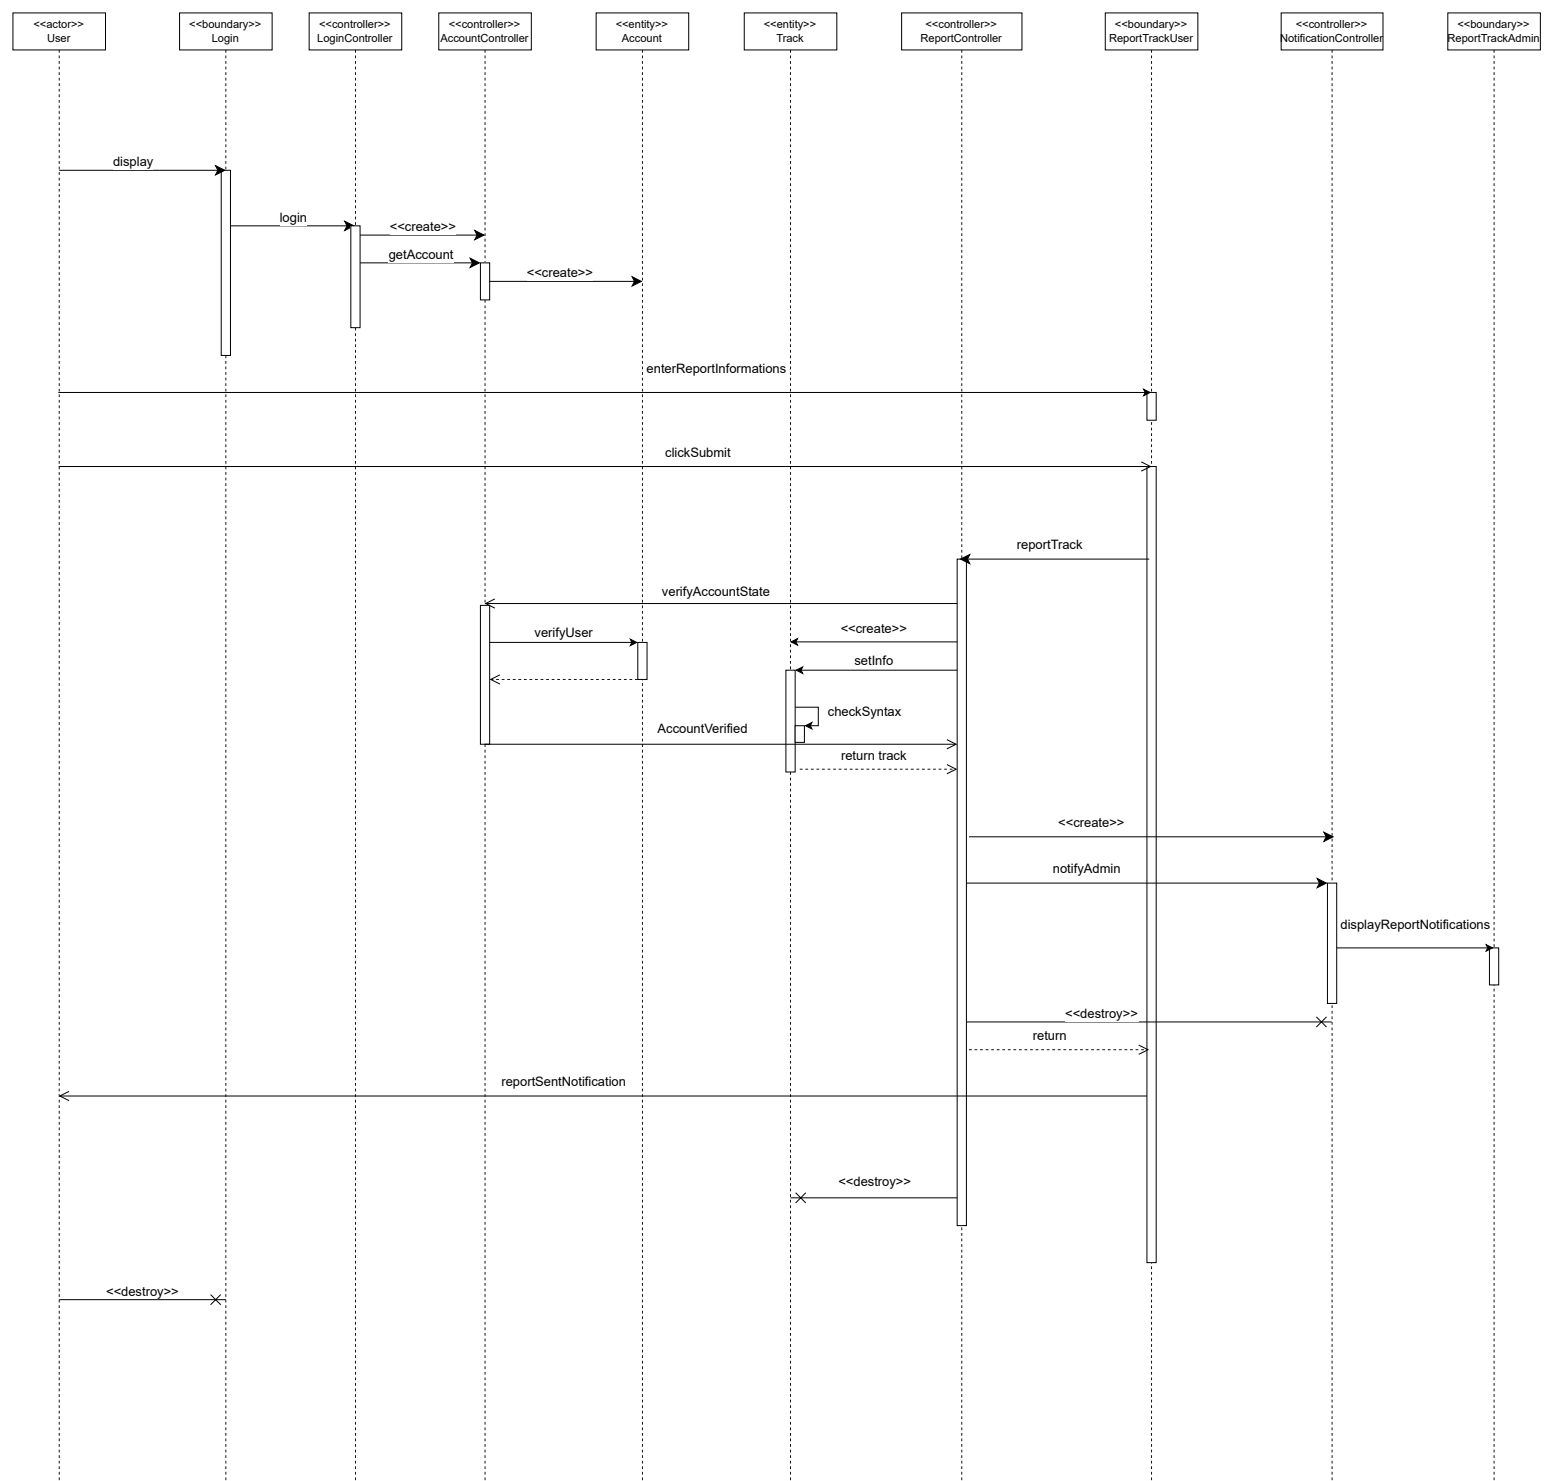 <<actor>>
User
<<boundary>>
Login
<<controller>>
LoginController
<<controller>>
AccountController
<<entity>>
Account
<<entity>>
Track
<<controller>>
ReportController
<<boundary>>
ReportTrackUser
<<controller>>
NotificationController
<<boundary>>
ReportTrackAdmin
display
login
<<create>>
getAccount
<<create>>
enterReportInformations
clickSubmit
reportTrack
verifyAccountState
<<create>>
verifyUser
setInfo
checkSyntax
AccountVerified
return track
<<create>>
notifyAdmin
displayReportNotifications
<<destroy>>
return
reportSentNotification
<<destroy>>
<<destroy>>